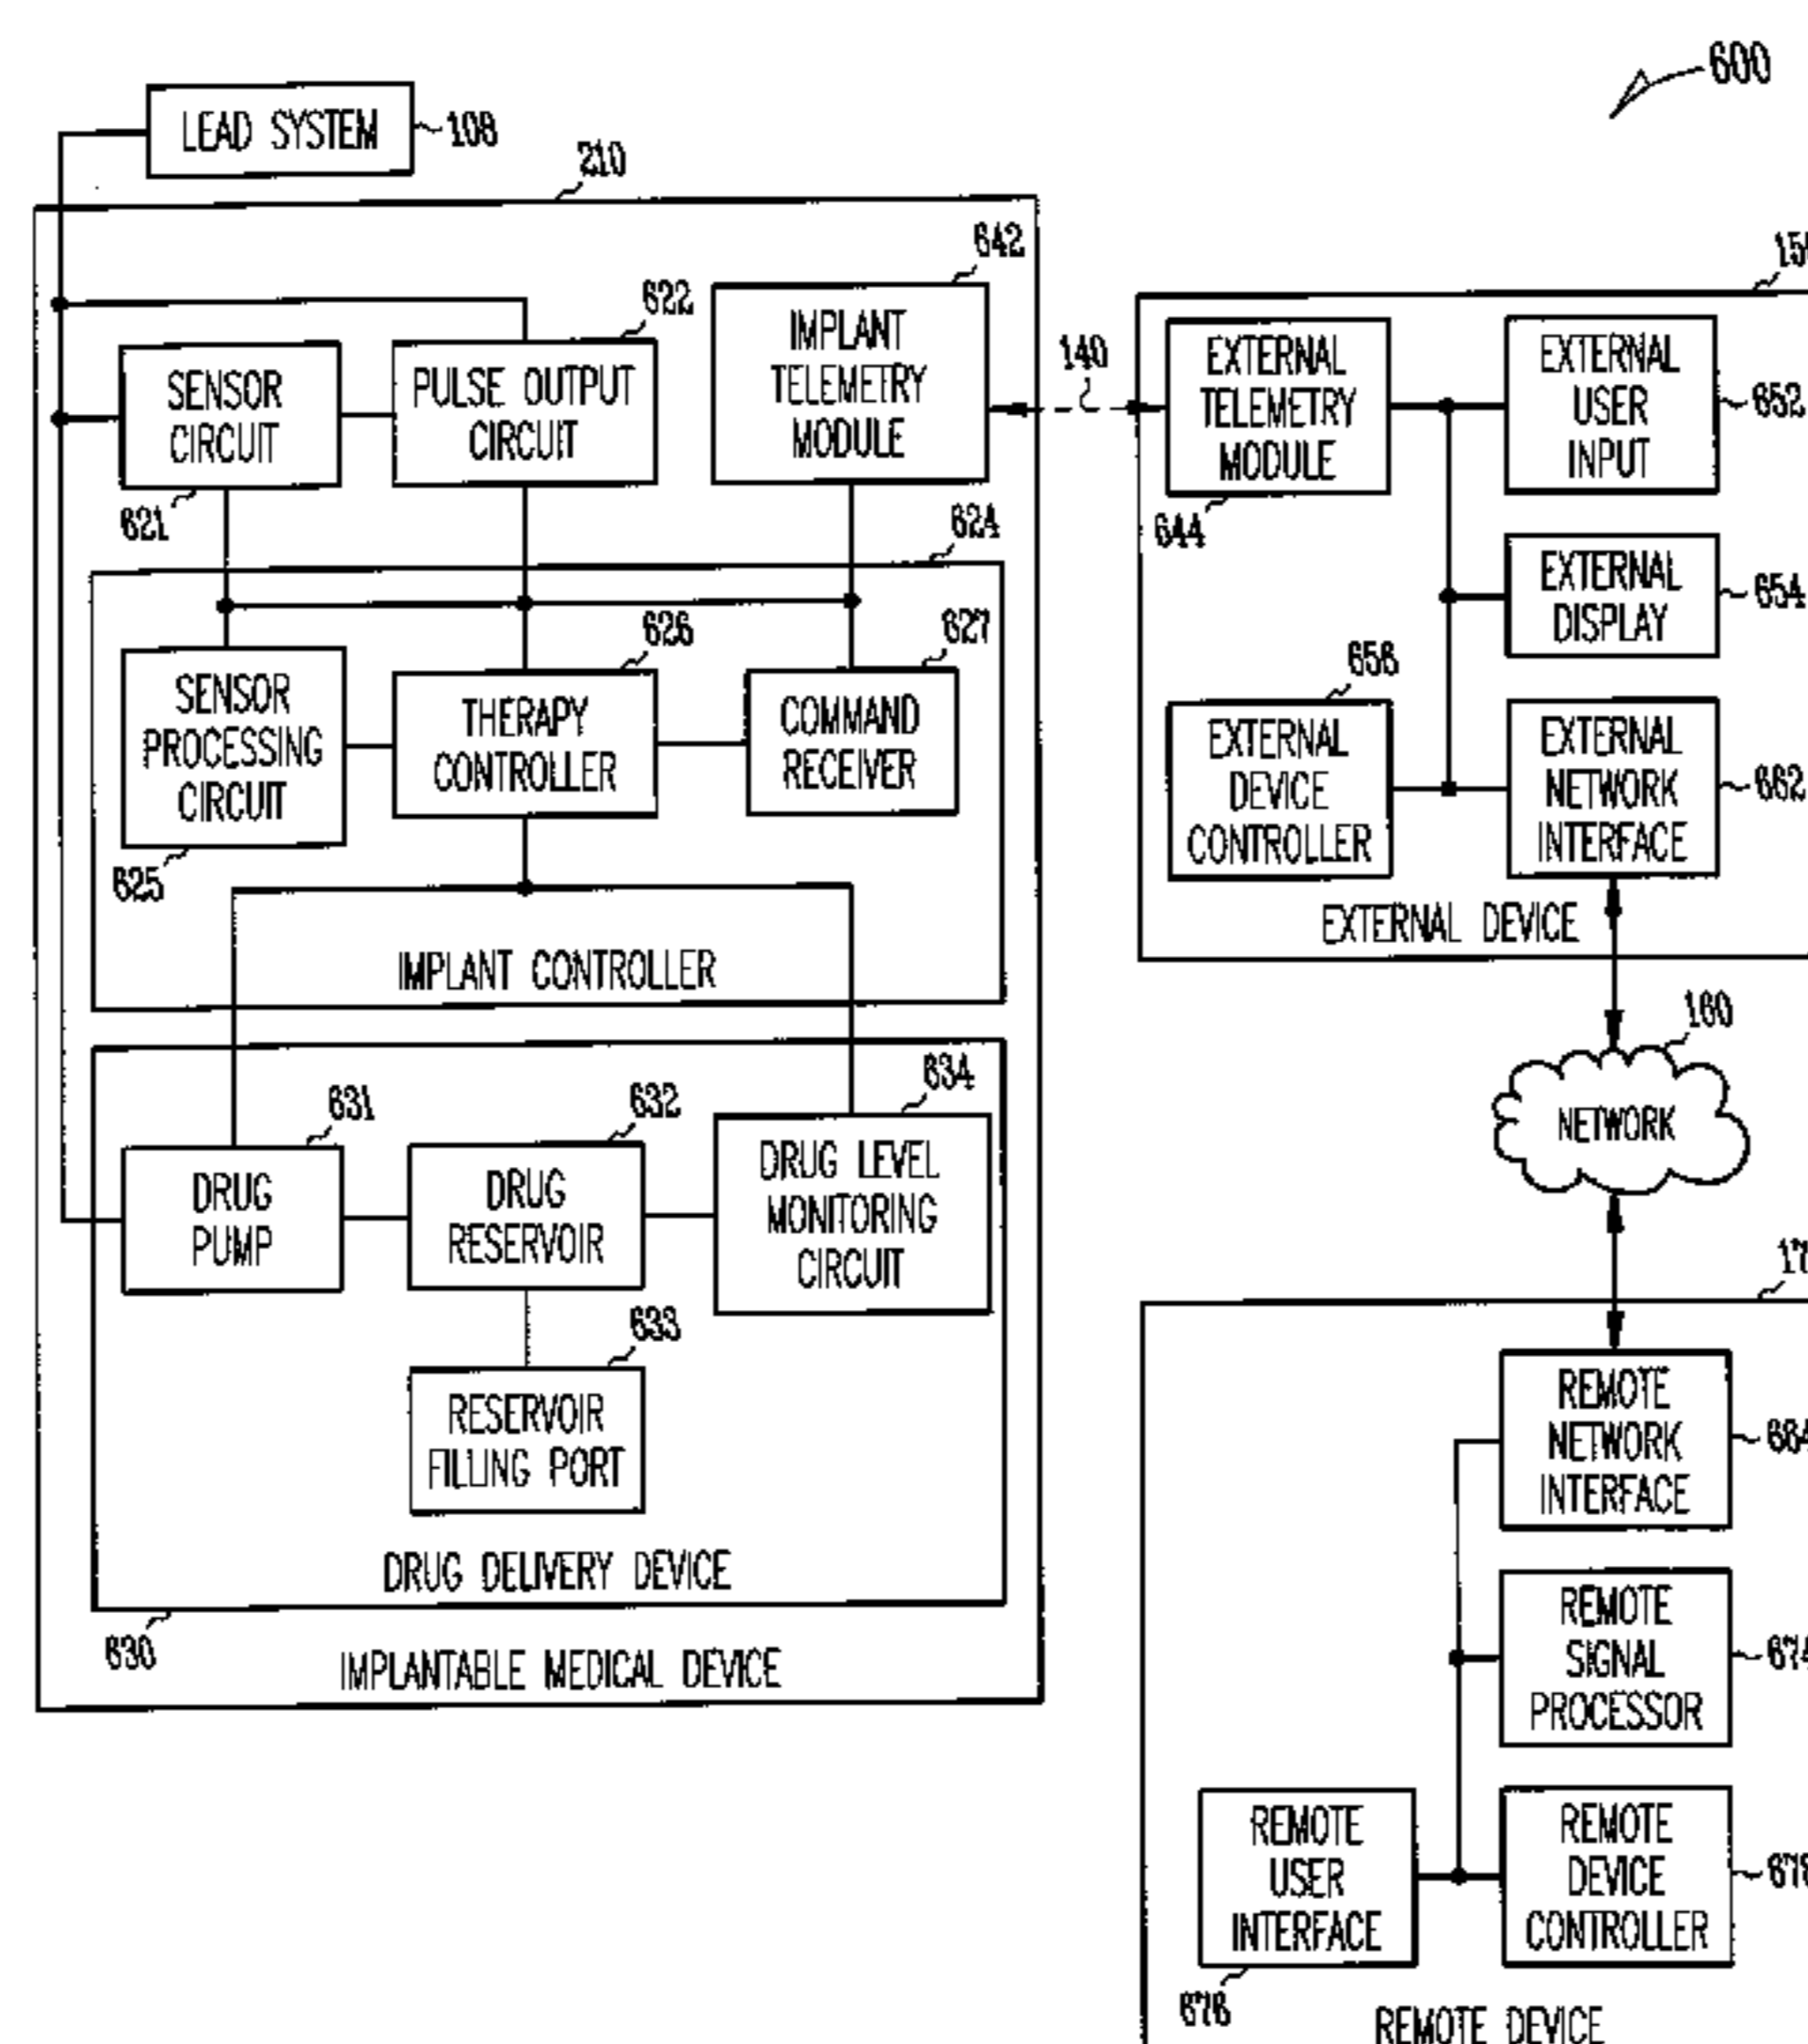 600
LEAD SYSTEM
108
210
642
622
IMPLANT
TELEMETRY
MODULE
PULSE OUTPUT
CIRCUIT
SENSOR
CIRCUIT
621
624
626
627
SENSOR
PROCESSING
CIRCUIT
THERAPY
CONTROLLER
COMMAND
RECEIVER
625
IMPLANT CONTROLLER
631
632
634
DRUG
PUMP
DRUG
RESERVOIR
DRUG LEVEL
MONITORING
CIRCUIT
633
RESERVOIR
FILLING PORT
DRUG DELIVERY DEVICE
630
IMPLANTABLE MEDICAL DEVICE
140
EXTERNAL
TELEMETRY
MODULE
644
EXTERNAL
USER
INPUT
652
EXTERNAL
DISPLAY
654
EXTERNAL
DEVICE
CONTROLLER
EXTERNAL
NETWORK
INTERFACE
662
EXTERNAL DEVICE
160
NETWORK
REMOTE
NETWORK
INTERFACE
REMOTE
SIGNAL
PROCESSOR
REMOTE
USER
INTERFACE
676
REMOTE
DEVICE
CONTROLLER
REMOTE DEVICE